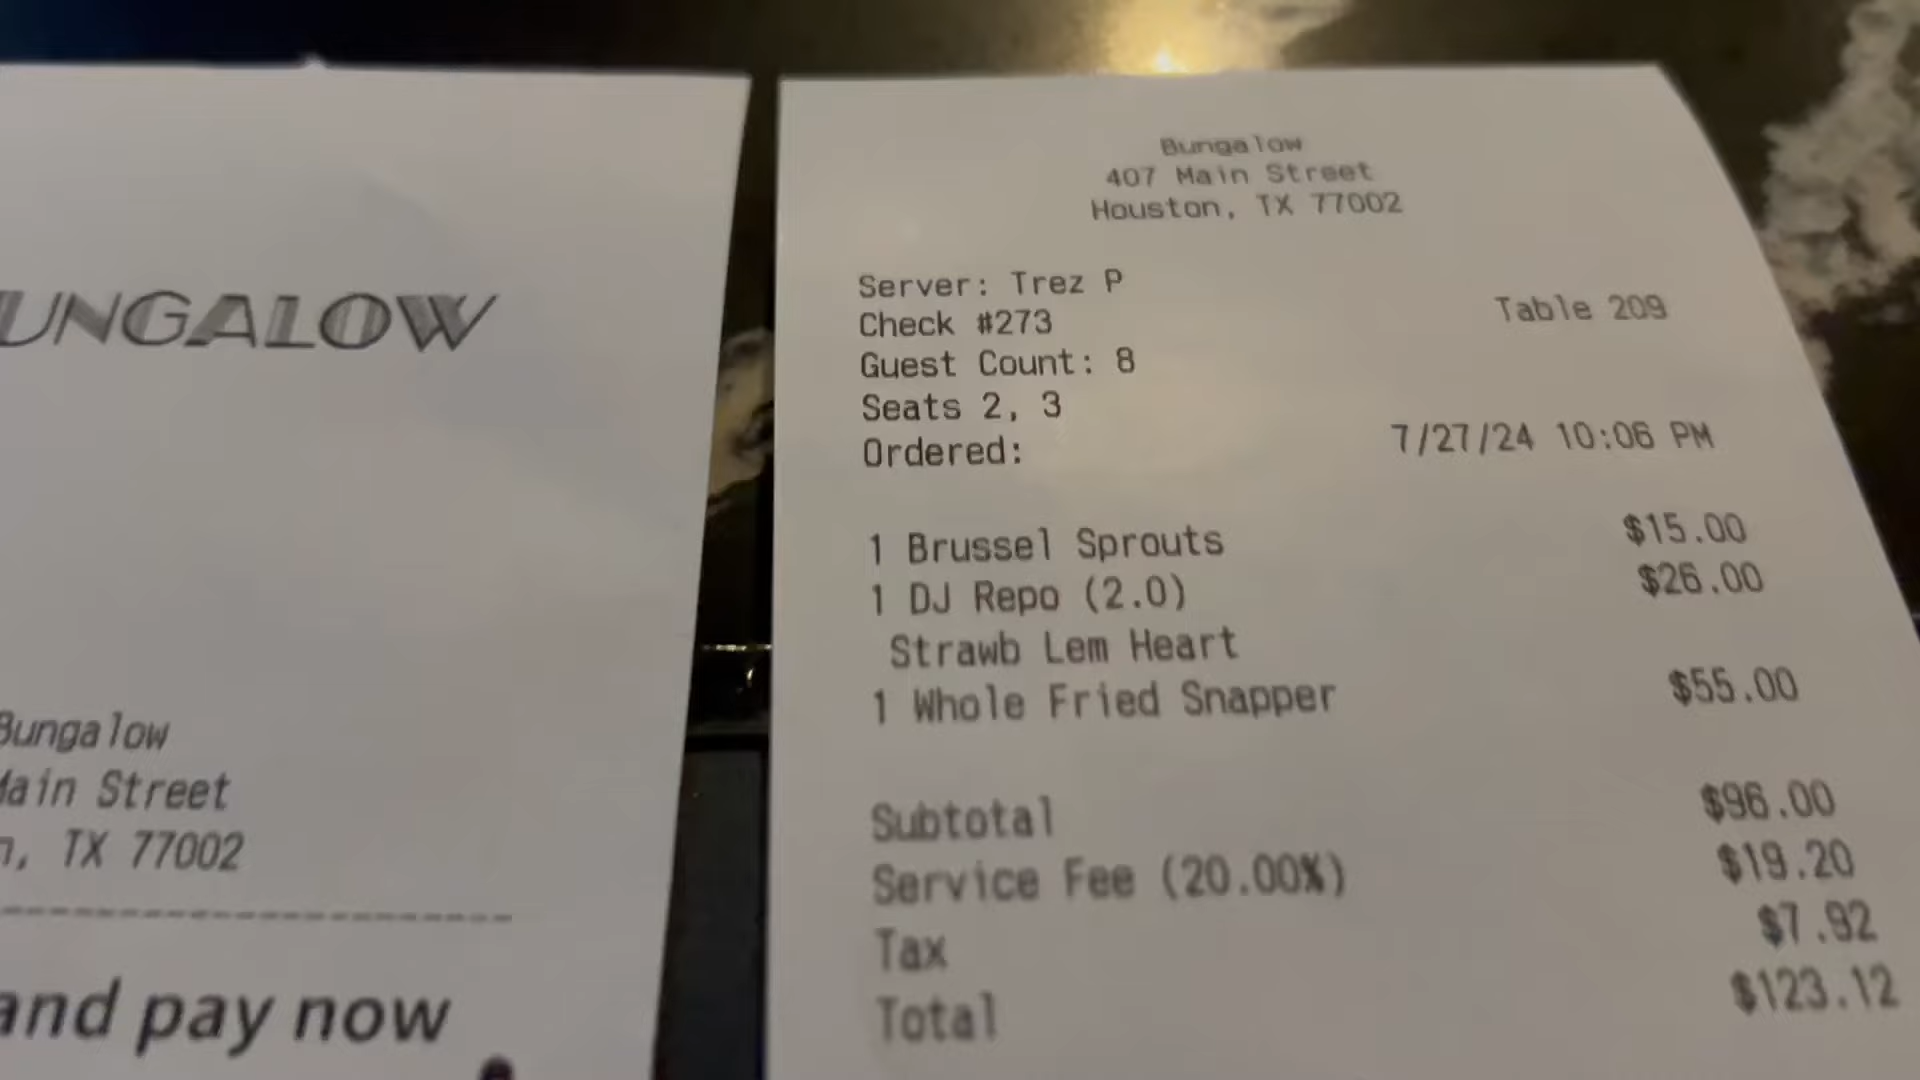 UNGALOW
Bungalow
Main Street
n, TX 77002
and pay now
Bungalow
407 Main Street
Houston, TX 77002
Server: Trez P
Check #273
Table 209
Guest Count: 8
Seats 2, 3
Ordered:
7/27/24 10:06 PM
1 Brussel Sprouts $15.00
1 DJ Repo (2.0) $26.00
Strawb Lem Heart
1 Whole Fried Snapper $55.00
Subtotal $96.00
Service Fee (20.00%) $19.20
Tax $7.92
Total $123.12